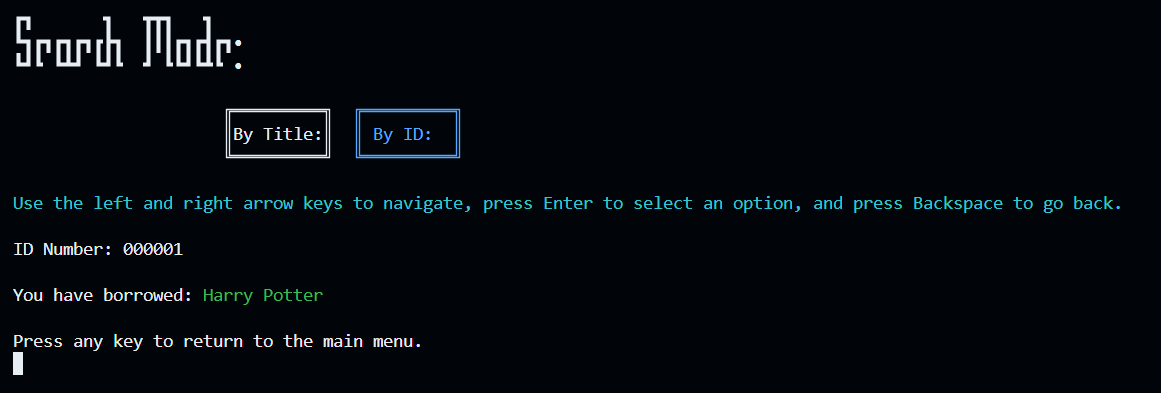 Search Mode:
By Title: By ID:
Use the left and right arrow keys to navigate, press Enter to select an option, and press Backspace to go back.
ID Number: 000001
You have borrowed: Harry Potter
Press any key to return to the main menu.